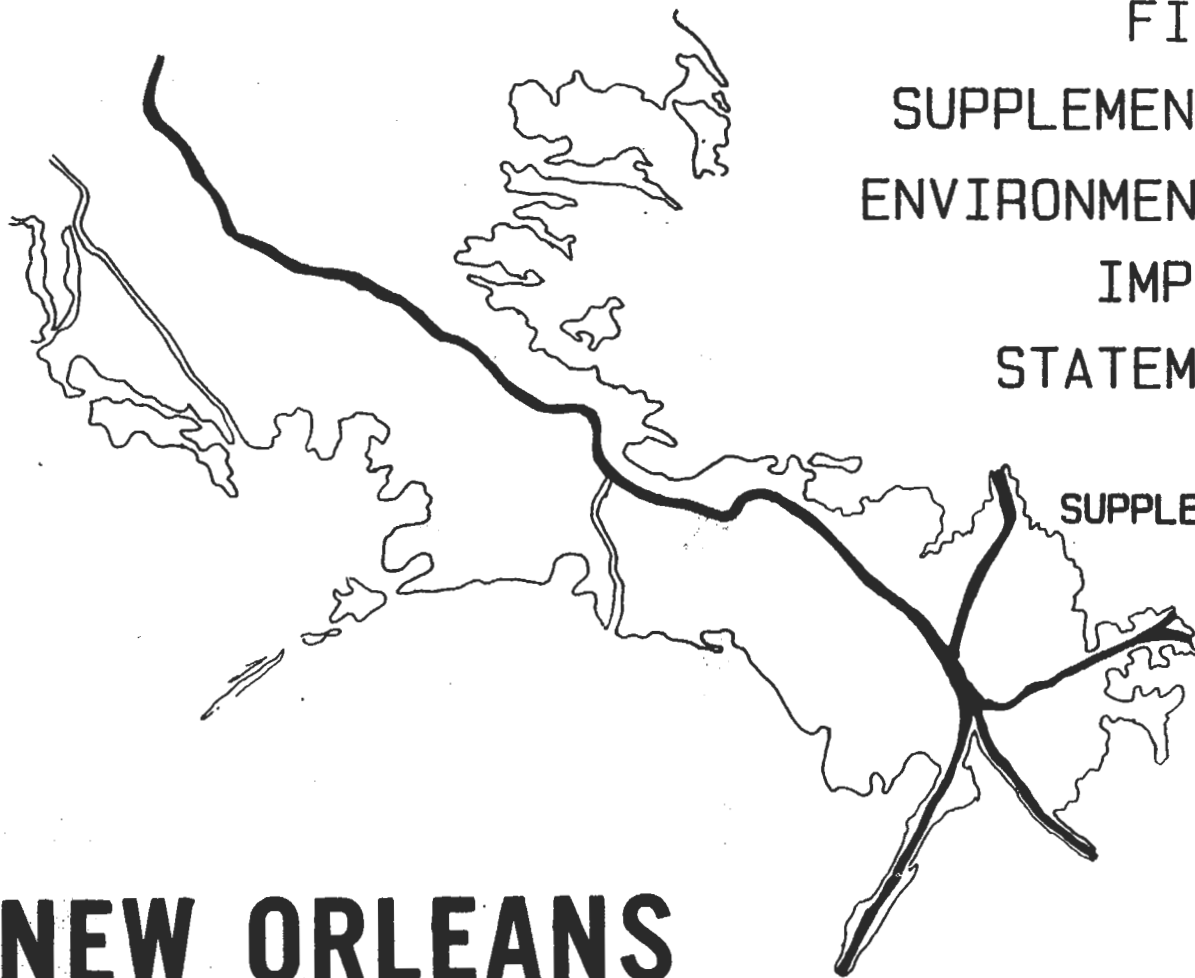 FI
SUPPLEMEN
ENVIRONMEN
IMP
STATEM
SUPPLE
NEW ORLEANS